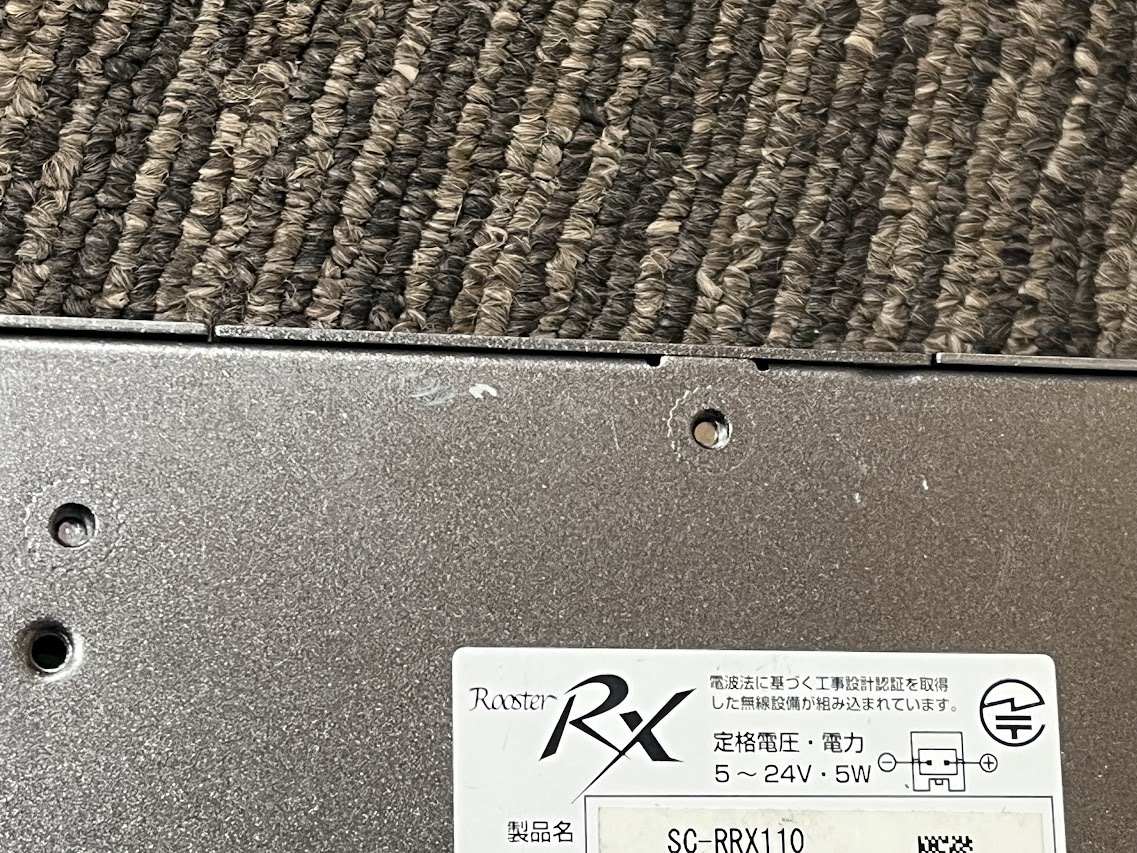 Rooster RX
電波法に基づく工事設計認証を取得
した無線設備が組み込まれています。
定格電圧・電力
5～24V・5W
製品名 SC-RRX110